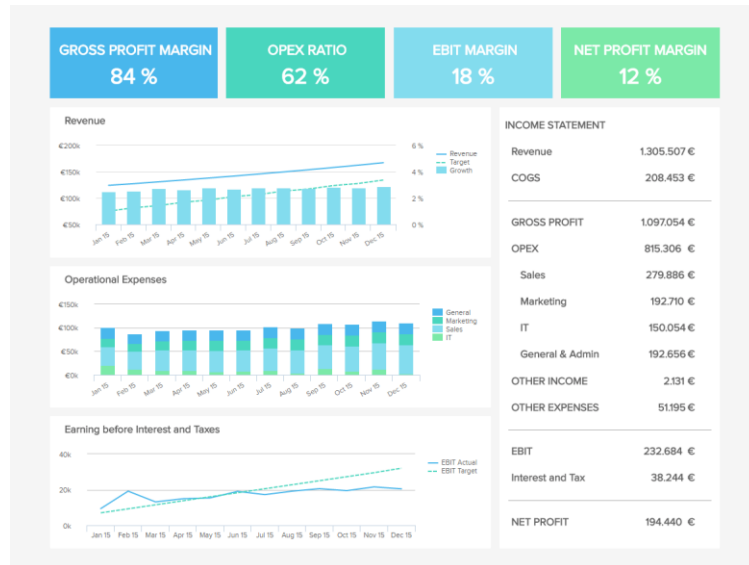 GROSS PROFIT MARGIN
84 %
OPEX RATIO
62 %
EBIT MARGIN
18 %
NET PROFIT MARGIN
12 %
Revenue
€200k
€150k
€100k
€50k
6 %
4 %
2 %
0 %
Revenue
Target
Growth
Jan 15 Feb 15 Mar 15 Apr 15 May 15 Jun 15 Jul 15 Aug 15 Sep 15 Oct 15 Nov 15 Dec 15
Operational Expenses
€150k
€100k
€50k
€0k
General
Marketing
Sales
IT
Jan 15 Feb 15 Mar 15 Apr 15 May 15 Jun 15 Jul 15 Aug 15 Sep 15 Oct 15 Nov 15 Dec 15
Earning before Interest and Taxes
40k
20k
0k
EBIT Actual
EBIT Target
Jan 15 Feb 15 Mar 15 Apr 15 May 15 Jun 15 Jul 15 Aug 15 Sep 15 Oct 15 Nov 15 Dec 15
INCOME STATEMENT
Revenue 1.305.507 €
COGS 208.453 €
GROSS PROFIT 1.097.054 €
OPEX 815.306 €
Sales 279.886 €
Marketing 192.710 €
IT 150.054 €
General & Admin 192.656 €
OTHER INCOME 2.131 €
OTHER EXPENSES 51.195 €
EBIT 232.684 €
Interest and Tax 38.244 €
NET PROFIT 194.440 €